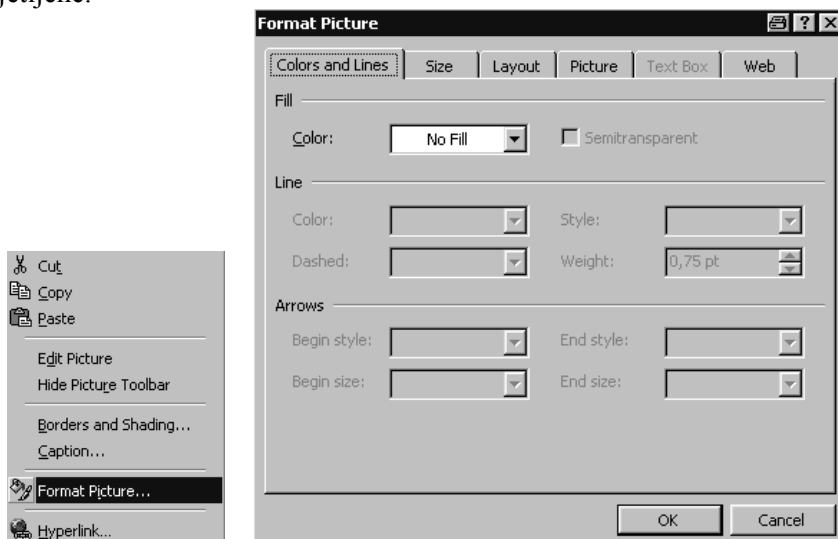 Format Picture
Colors and Lines Size Layout Picture Text Box Web
Fill
Color: No Fill Semitransparent
Line
Color: Style:
Dashed: Weight: 0,75 pt
Arrows
Begin style: End style:
Begin size: End size:
OK Cancel
Cut
Copy
Paste
Edit Picture
Hide Picture Toolbar
Borders and Shading...
Caption...
Format Picture...
Hyperlink...